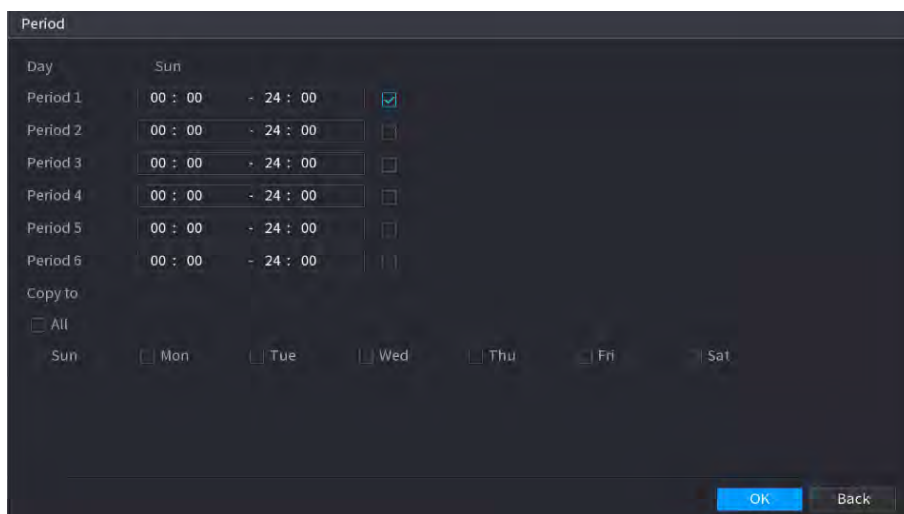 Period
Day Sun
Period 1 00 : 00 - 24 : 00
Period 2 00 : 00 - 24 : 00
Period 3 00 : 00 - 24 : 00
Period 4 00 : 00 - 24 : 00
Period 5 00 : 00 - 24 : 00
Period 6 00 : 00 - 24 : 00
Copy to
All
Sun Mon Tue Wed Thu Fri Sat
OK Back